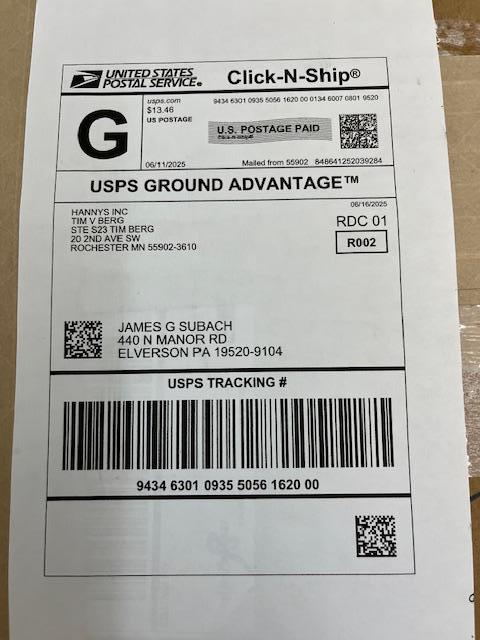 UNITED STATES
POSTAL SERVICE®
Click-N-Ship®
G
usps.com
$13.46
US POSTAGE
9434 6301 0935 5056 1620 00 0134 6407 0801 9520
U.S. POSTAGE PAID
Click-N-Ship®
06/11/2025
Mailed from 55902 848641252039284
USPS GROUND ADVANTAGE™
HANNYS INC
TIM V BERG
STE S23 TIM BERG
20 2ND AVE SW
ROCHESTER MN 55902-3610
06/16/2025
RDC 01
R002
JAMES G SUBACH
440 N MANOR RD
ELVERSON PA 19520-9104
USPS TRACKING #
9434 6301 0935 5056 1620 00